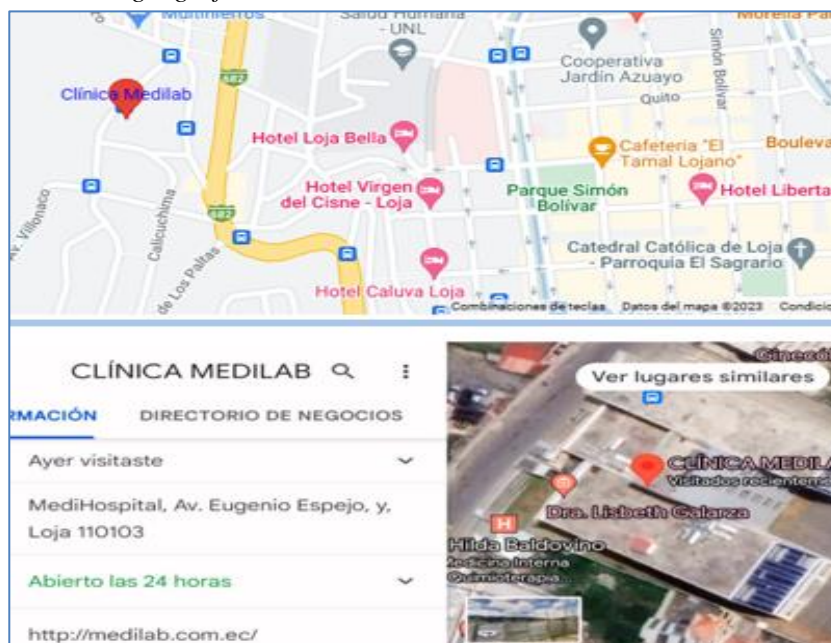 Multihierros
Salud Humana
- UNL
Morella
Cooperativa
Jardín Azuayo
Simón Bolívar
Quito
682
Clínica Medilab
Hotel Loja Bella
Cafetería "El
Tamal Lojano"
Bouleva
Hotel Virgen
del Cisne - Loja
Parque Simón
Bolívar
Hotel Liberta
Av. Villonaco
Calicuchima
682
de Los Paltas
Catedral Católica de Loja
- Parroquia El Sagrario
Hotel Caluva Loja
Combinaciones de teclas
Datos del mapa ©2023
Condicio
CLÍNICA MEDILAB
RMACIÓN
DIRECTORIO DE NEGOCIOS
Ayer visitaste
MediHospital, Av. Eugenio Espejo, y,
Loja 110103
Abierto las 24 horas
http://medilab.com.ec/
Ginecó
Ver lugares similares
CLÍNICA MEDILA
Visitados recienteme
Dra. Lisbeth Galarza
H
Hilda Baldovino
Medicina Interna
Quimioterapia...